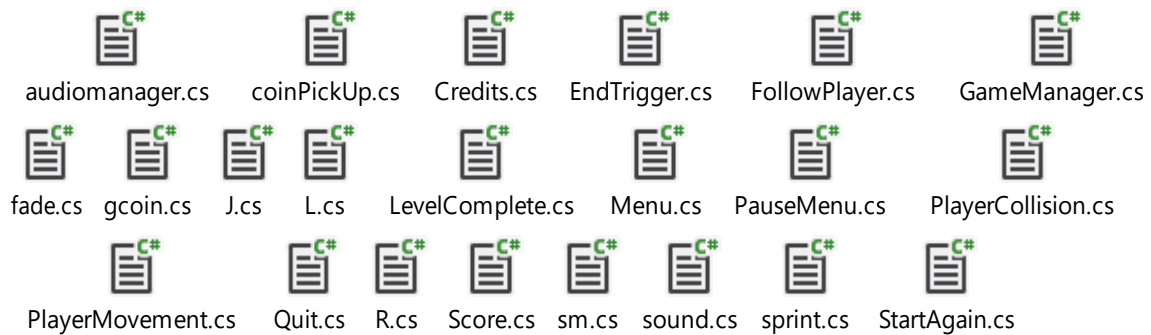 C# C# C# C# C# C#
audiomanager.cs coinPickUp.cs Credits.cs EndTrigger.cs FollowPlayer.cs GameManager.cs
C# C# C# C# C# C# C# C#
fade.cs gcoin.cs J.cs L.cs LevelComplete.cs Menu.cs PauseMenu.cs PlayerCollision.cs
C# C# C# C# C# C# C# C#
PlayerMovement.cs Quit.cs R.cs Score.cs sm.cs sound.cs sprint.cs StartAgain.cs